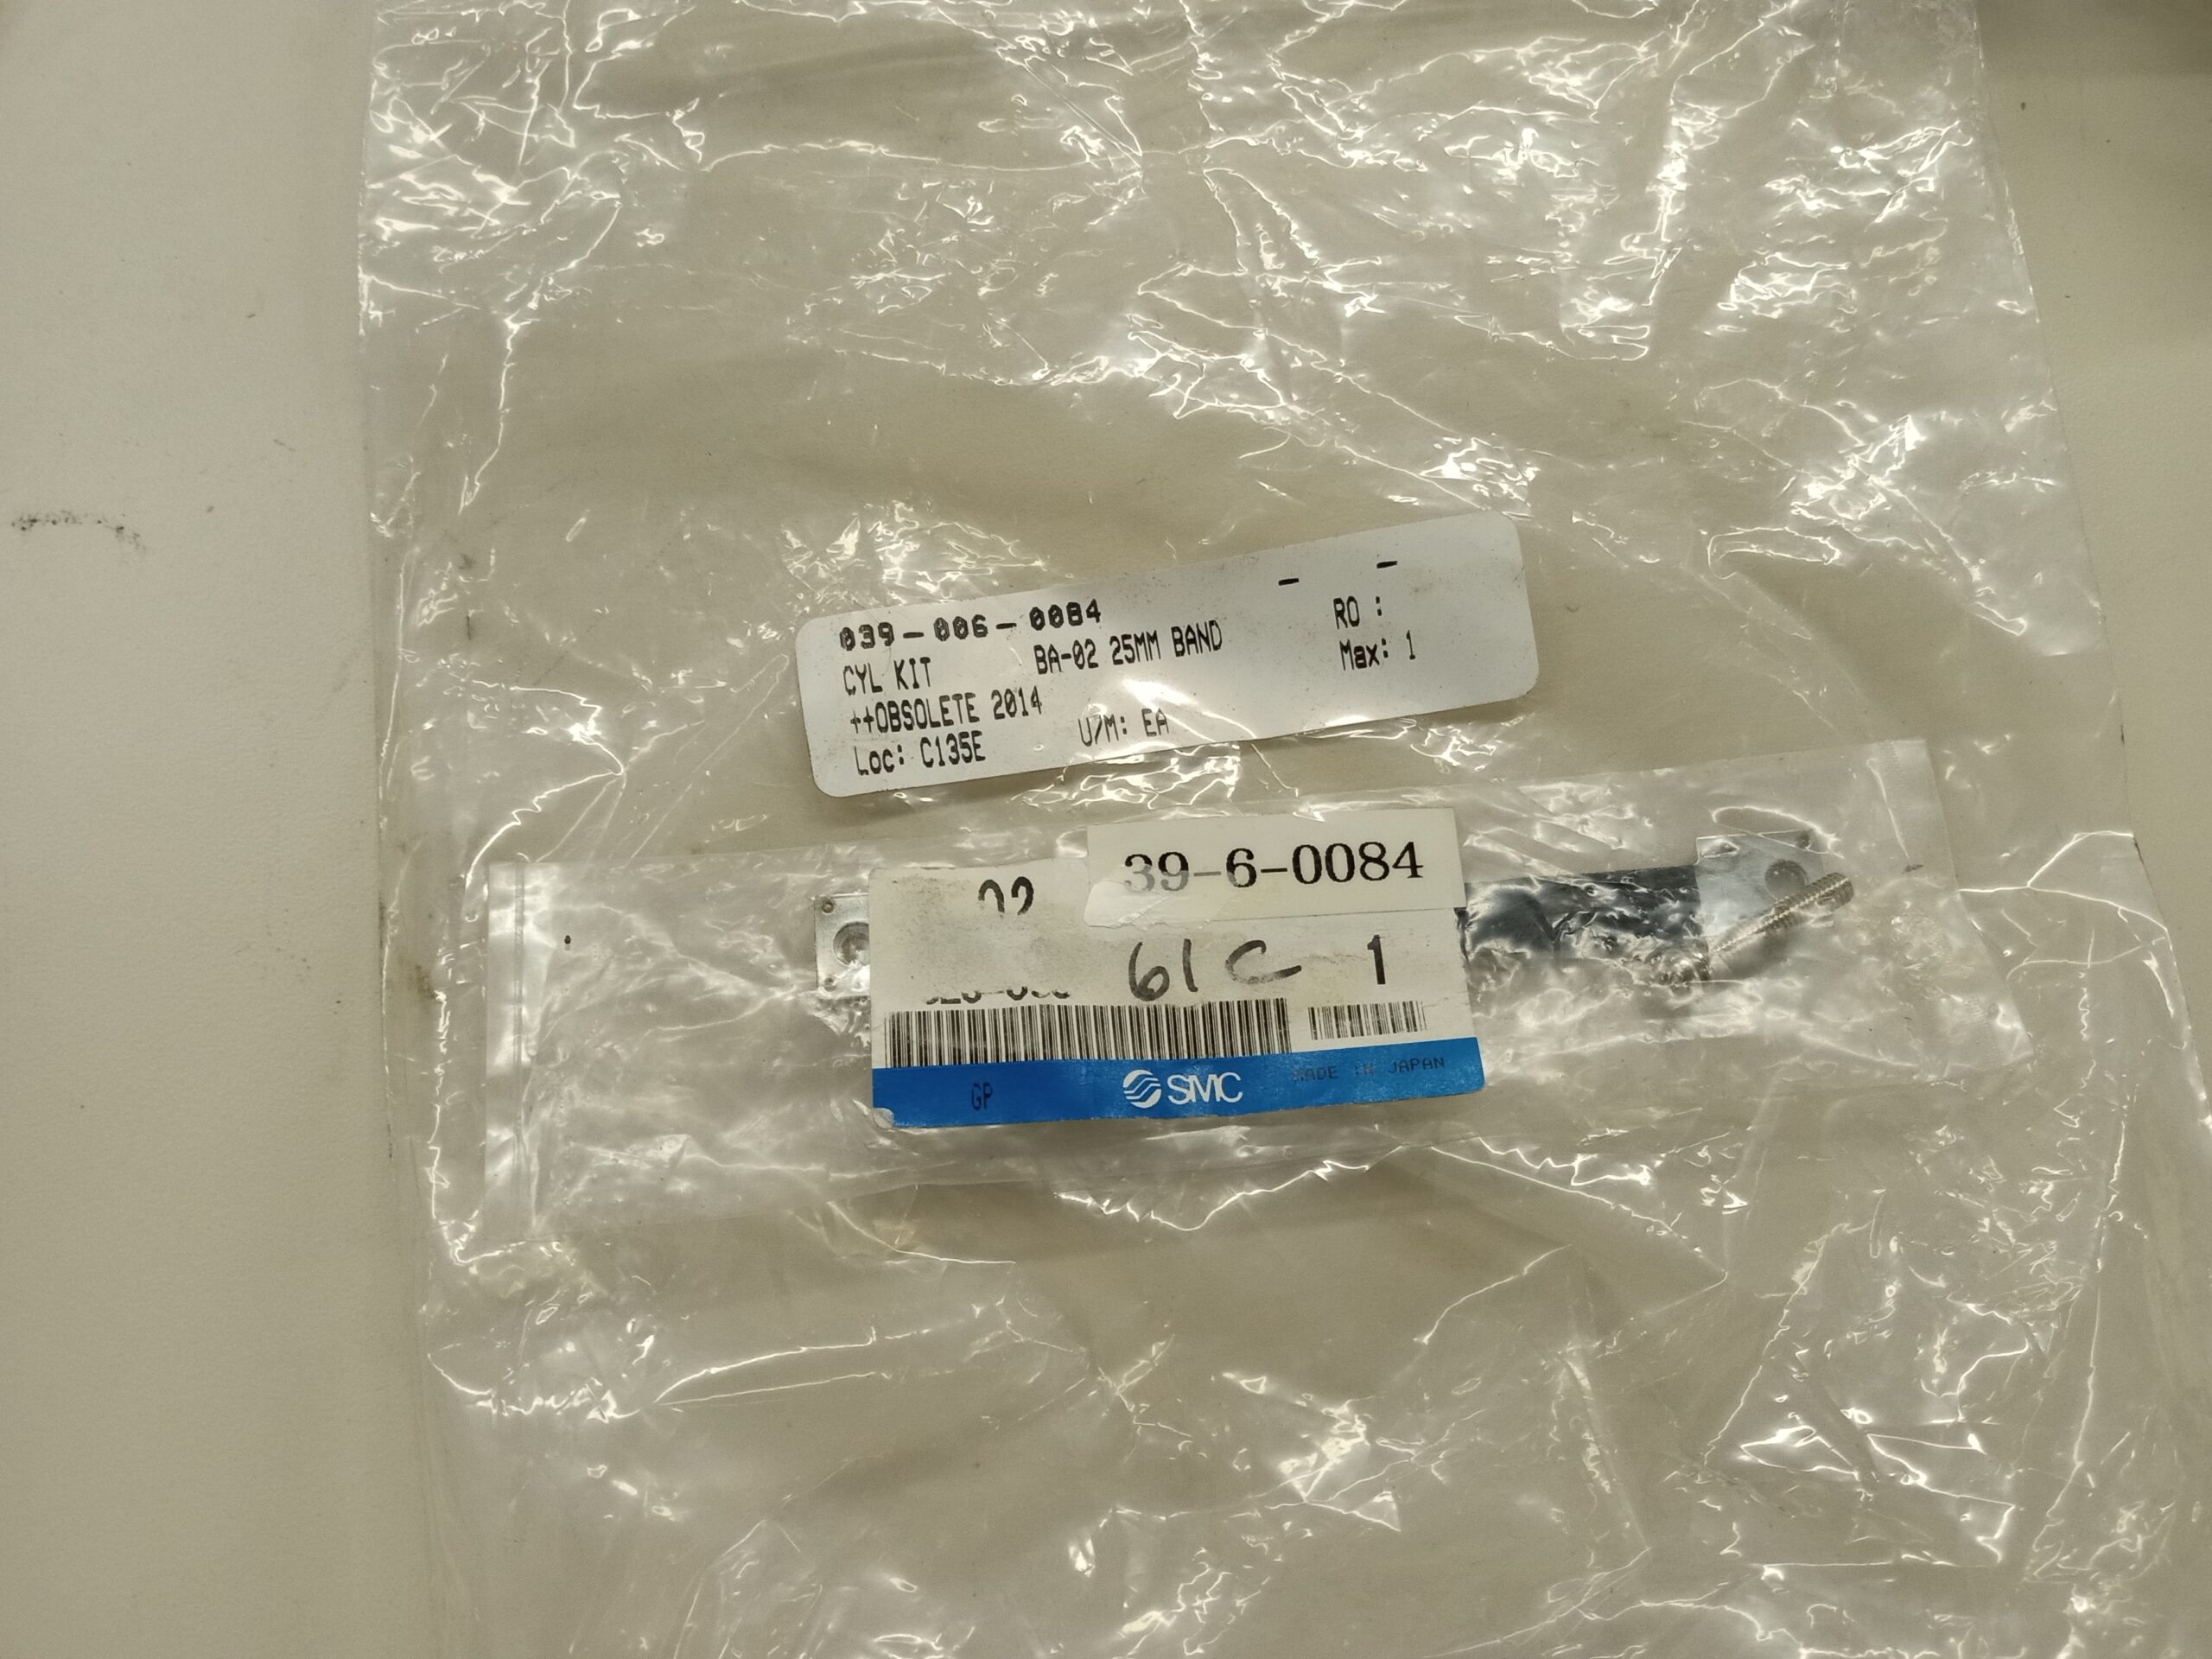 039-006-0084 - -
CYL KIT BA-02 25MM BAND RO :
++OBSOLETE 2014 Max: 1
Loc: C135E U/M: EA
39-6-0084
61C 1
GP SMC MADE IN JAPAN